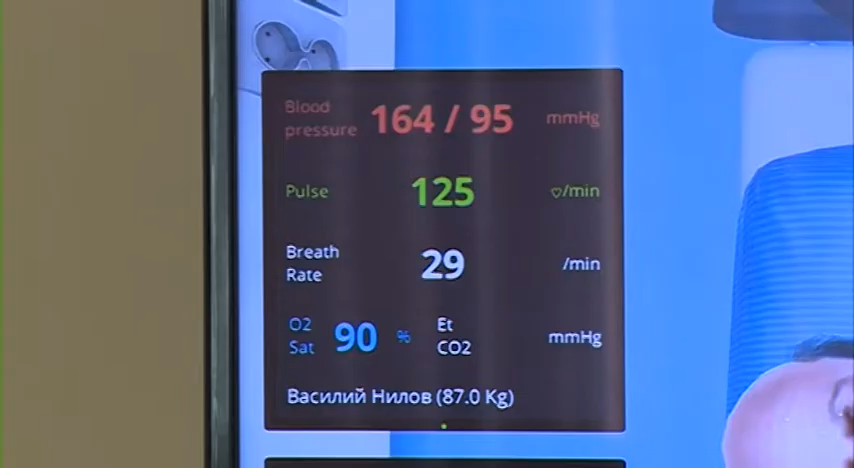 Blood pressure 164 / 95 mmHg
Pulse 125 ♡/min
Breath Rate 29 /min
O2 Sat 90 % Et CO2 mmHg
Василий Нилов (87.0 Kg)